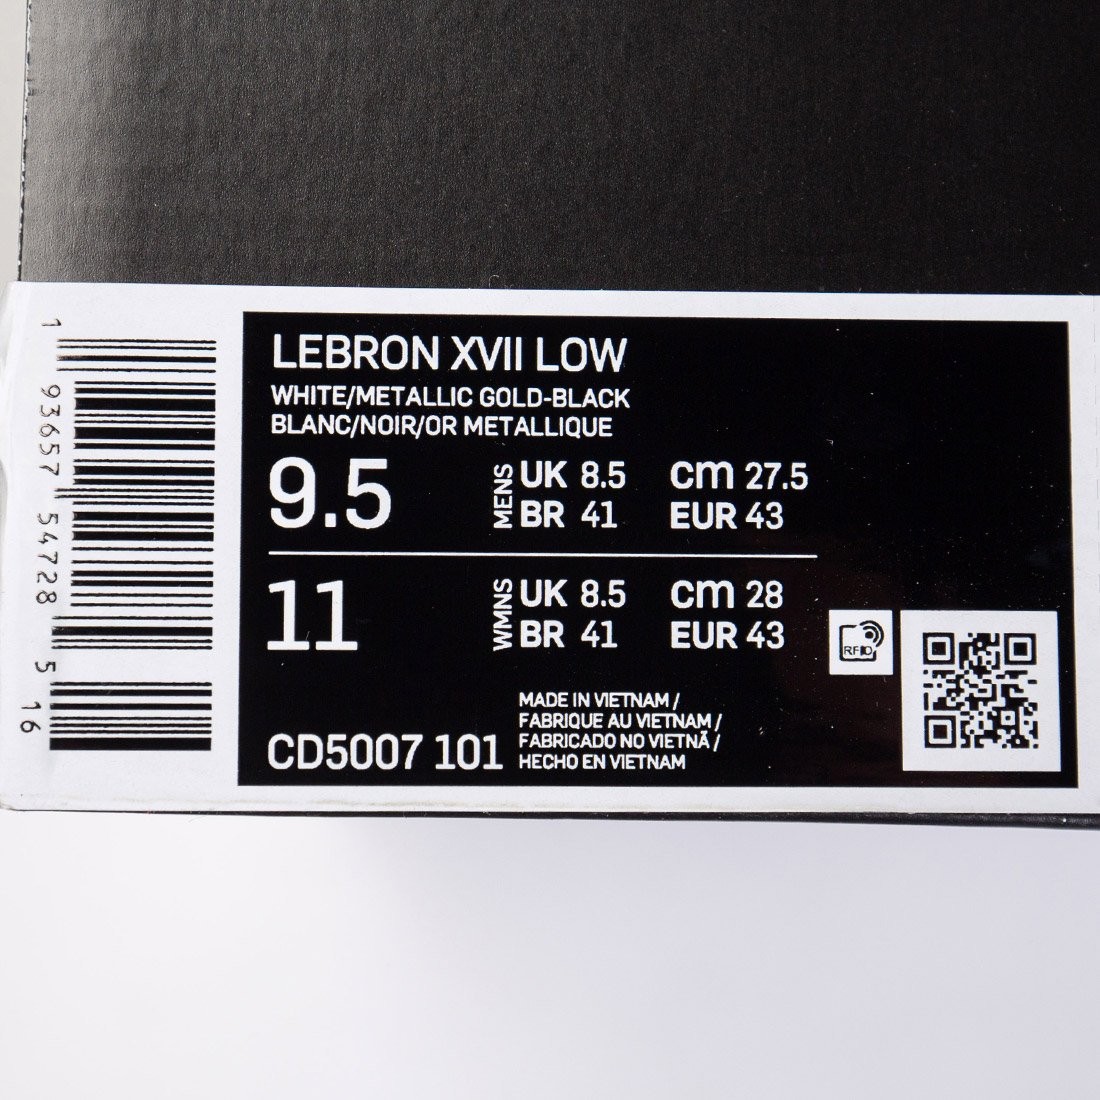 LEBRON XVII LOW
WHITE/METALLIC GOLD-BLACK
BLANC/NOIR/OR METALLIQUE
9.5
MENS
UK 8.5 cm 27.5
BR 41 EUR 43
11
WMNS
UK 8.5 cm 28
BR 41 EUR 43
RFID
CD5007 101
MADE IN VIETNAM /
FABRIQUE AU VIETNAM /
FABRICADO NO VIETNÃ /
HECHO EN VIETNAM
1 93657 54728 5 16